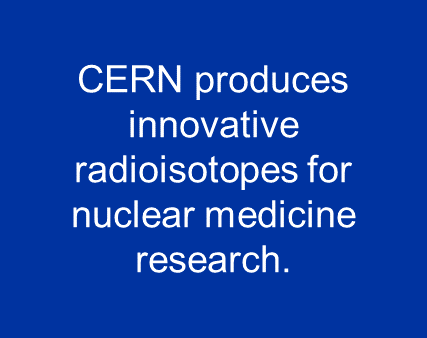 CERN produces
innovative
radioisotopes for
nuclear medicine
research.